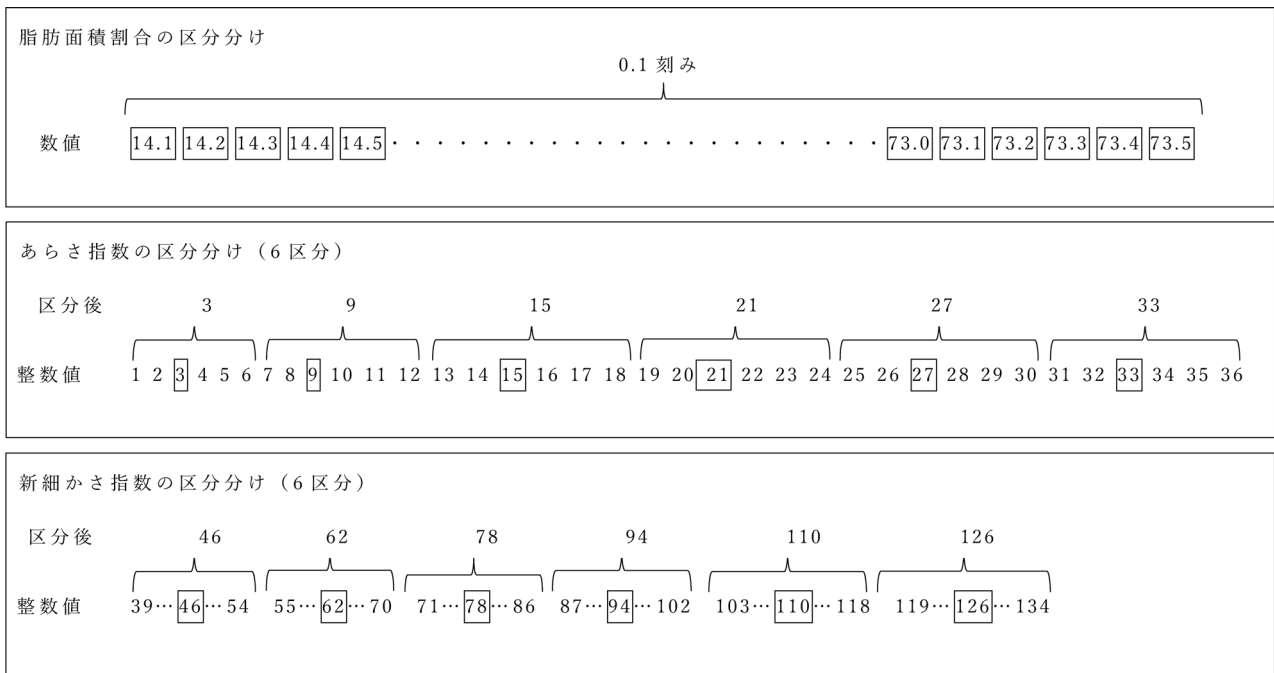 脂肪面積割合の区分分け
0.1 刻み
数値 14.1 14.2 14.3 14.4 14.5 · · · · · · · · · · · · · · · · · · · · · 73.0 73.1 73.2 73.3 73.4 73.5
あらさ指数の区分分け（6 区分）
区分後 3 9 15 21 27 33
整数値 1 2 3 4 5 6 7 8 9 10 11 12 13 14 15 16 17 18 19 20 21 22 23 24 25 26 27 28 29 30 31 32 33 34 35 36
新細かさ指数の区分分け（6 区分）
区分後 46 62 78 94 110 126
整数値 39…46…54 55…62…70 71…78…86 87…94…102 103…110…118 119…126…134